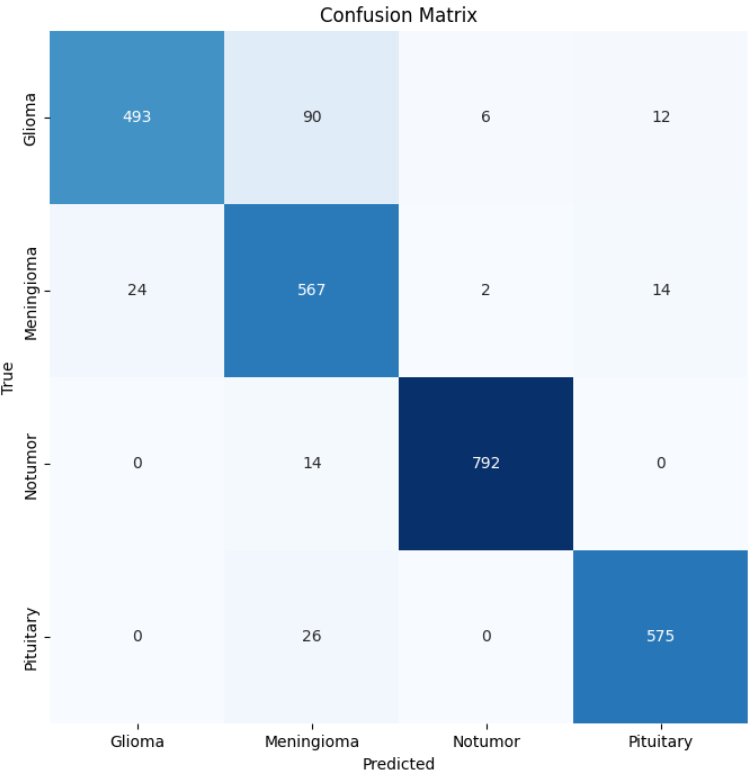 Confusion Matrix
Glioma 493 90 6 12
Meningioma 24 567 2 14
True
Notumor 0 14 792 0
Pituitary 0 26 0 575
Glioma Meningioma Notumor Pituitary
Predicted